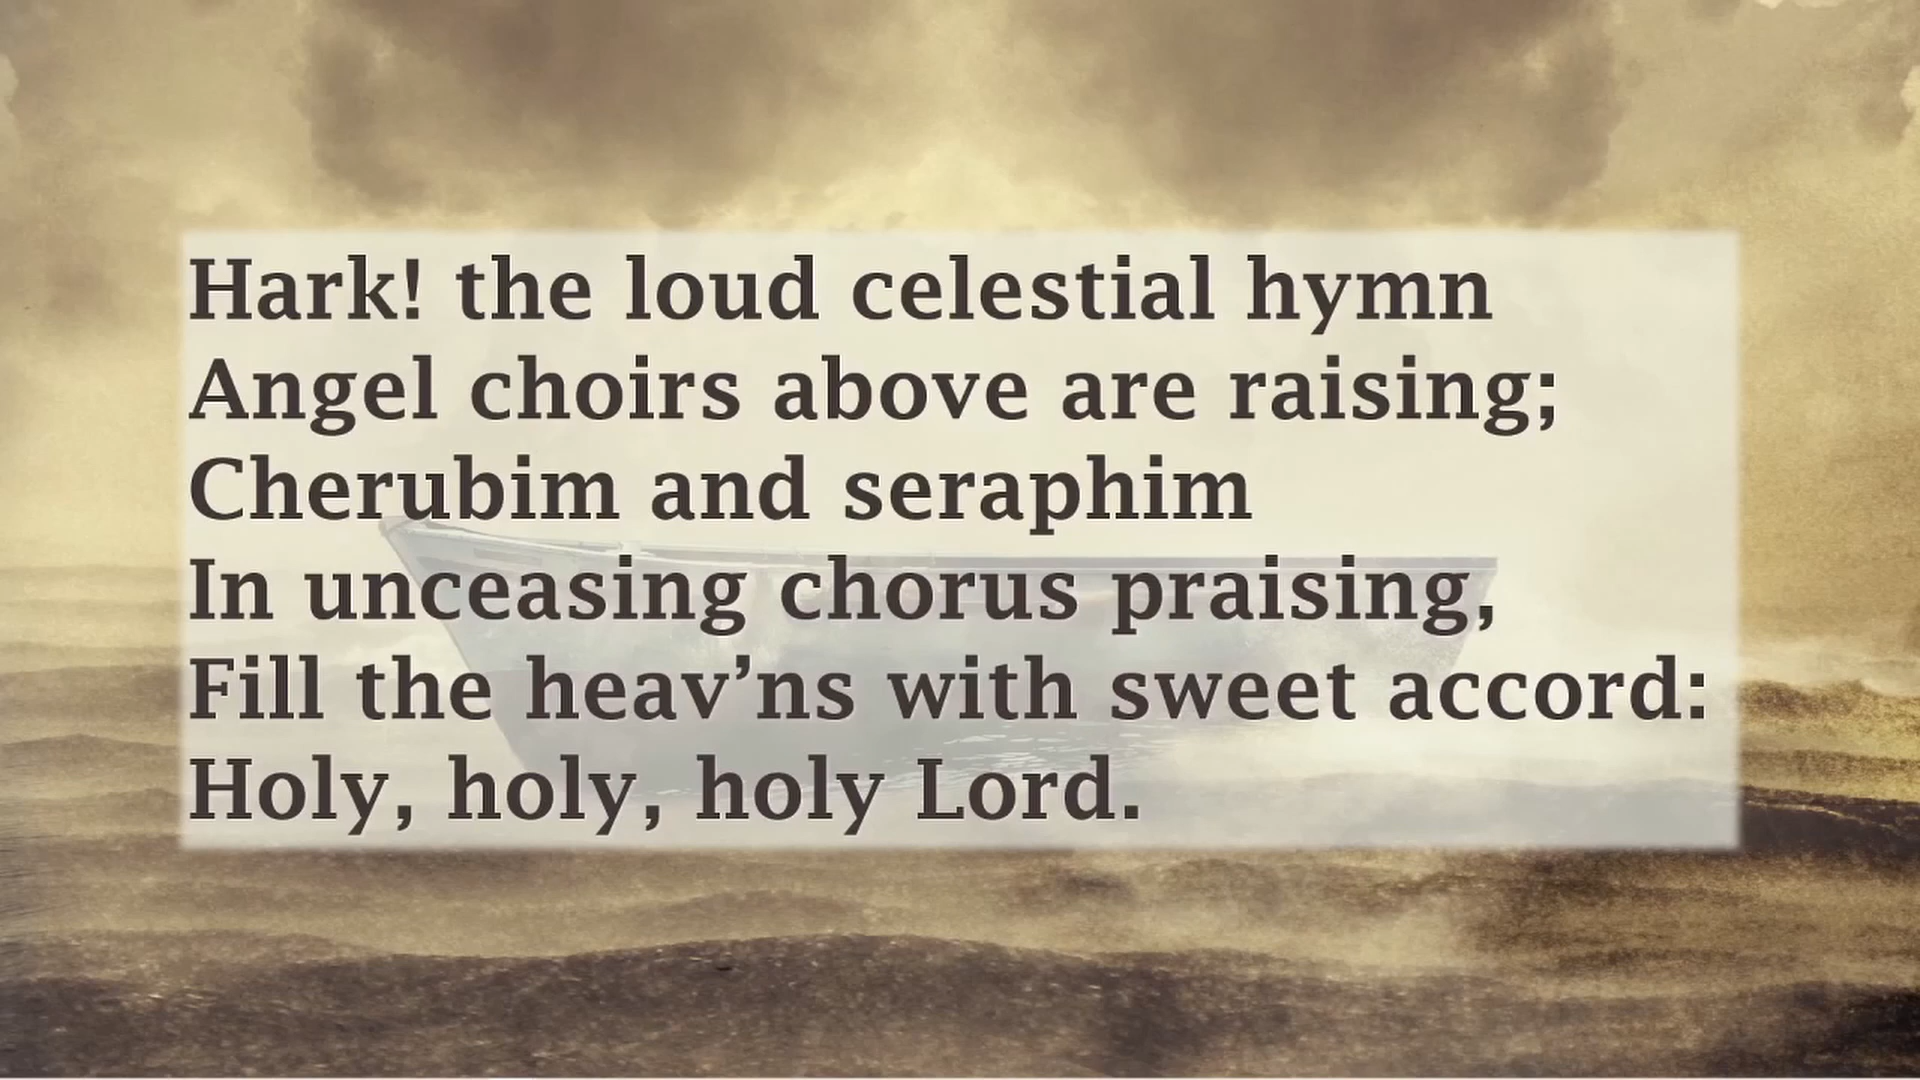 Hark! the loud celestial hymn
Angel choirs above are raising;
Cherubim and seraphim
In unceasing chorus praising,
Fill the heav’ns with sweet accord:
Holy, holy, holy Lord.